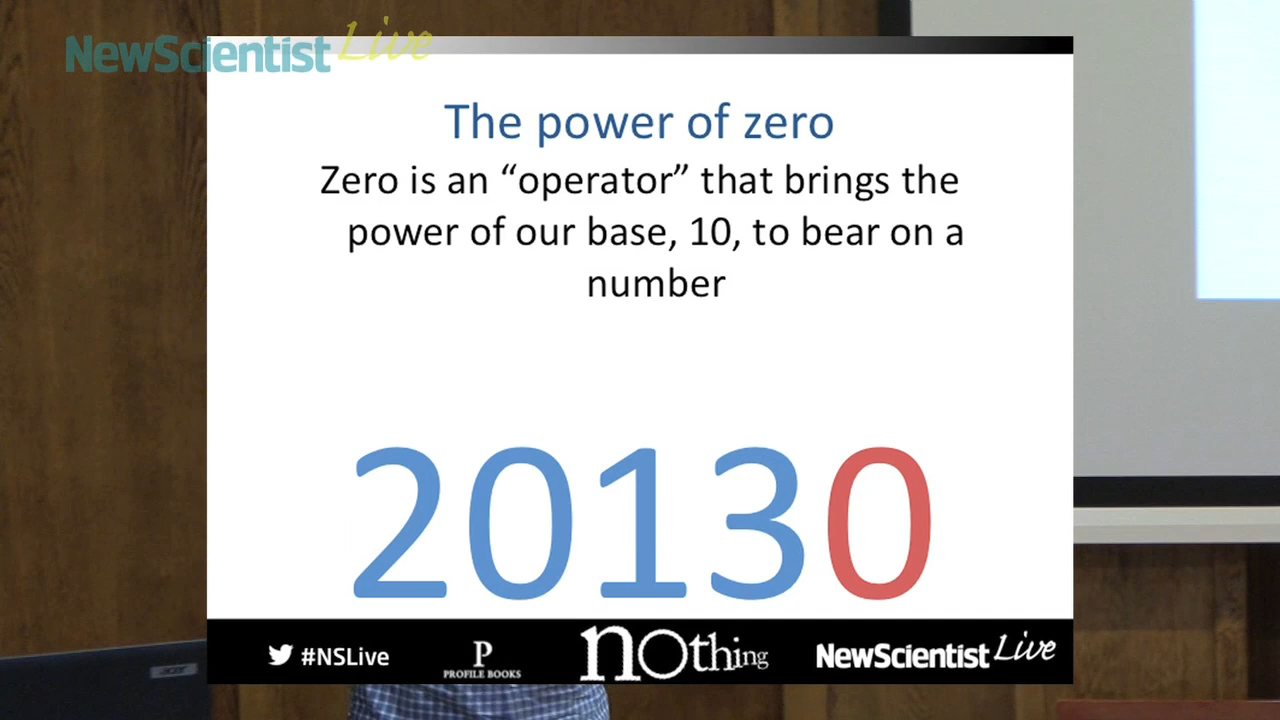 NewScientist Live
The power of zero
Zero is an “operator” that brings the
power of our base, 10, to bear on a
number
20130
#NSLive
P
PROFILE BOOKS
nothing
NewScientist Live
acer